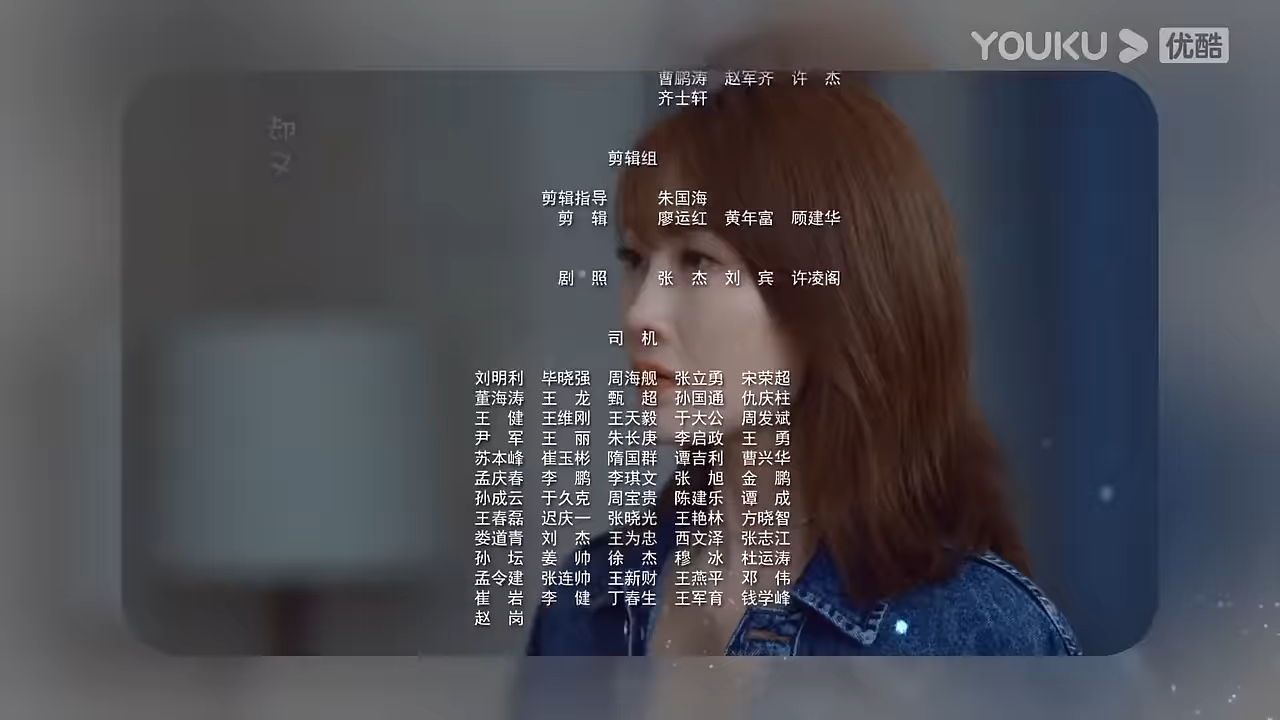 YOUKU 优酷
曹鹏涛 赵军齐 许 杰
齐士轩
剪辑组
剪辑指导 朱国海
剪 辑 廖运红 黄年富 顾建华
剧 照 张 杰 刘 宾 许凌阁
司 机
刘明利 毕晓强 周海舰 张立勇 宋荣超
董海涛 王 龙 甄 超 孙国通 仇庆柱
王 健 王维刚 王天毅 于大公 周发斌
尹 军 王 丽 朱长庚 李启政 王 勇
苏本峰 崔玉彬 隋国群 谭吉利 曹兴华
孟庆春 李 鹏 李琪文 张 旭 金 鹏
孙成云 于久克 周宝贵 陈建乐 谭 成
王春磊 迟庆一 张晓光 王艳林 方晓智
娄道青 刘 杰 王为忠 西文泽 张志江
孙 坛 姜 帅 徐 杰 穆 冰 杜运涛
孟令建 张连帅 王新财 王燕平 邓 伟
崔 岩 李 健 丁春生 王军育 钱学峰
赵 岗